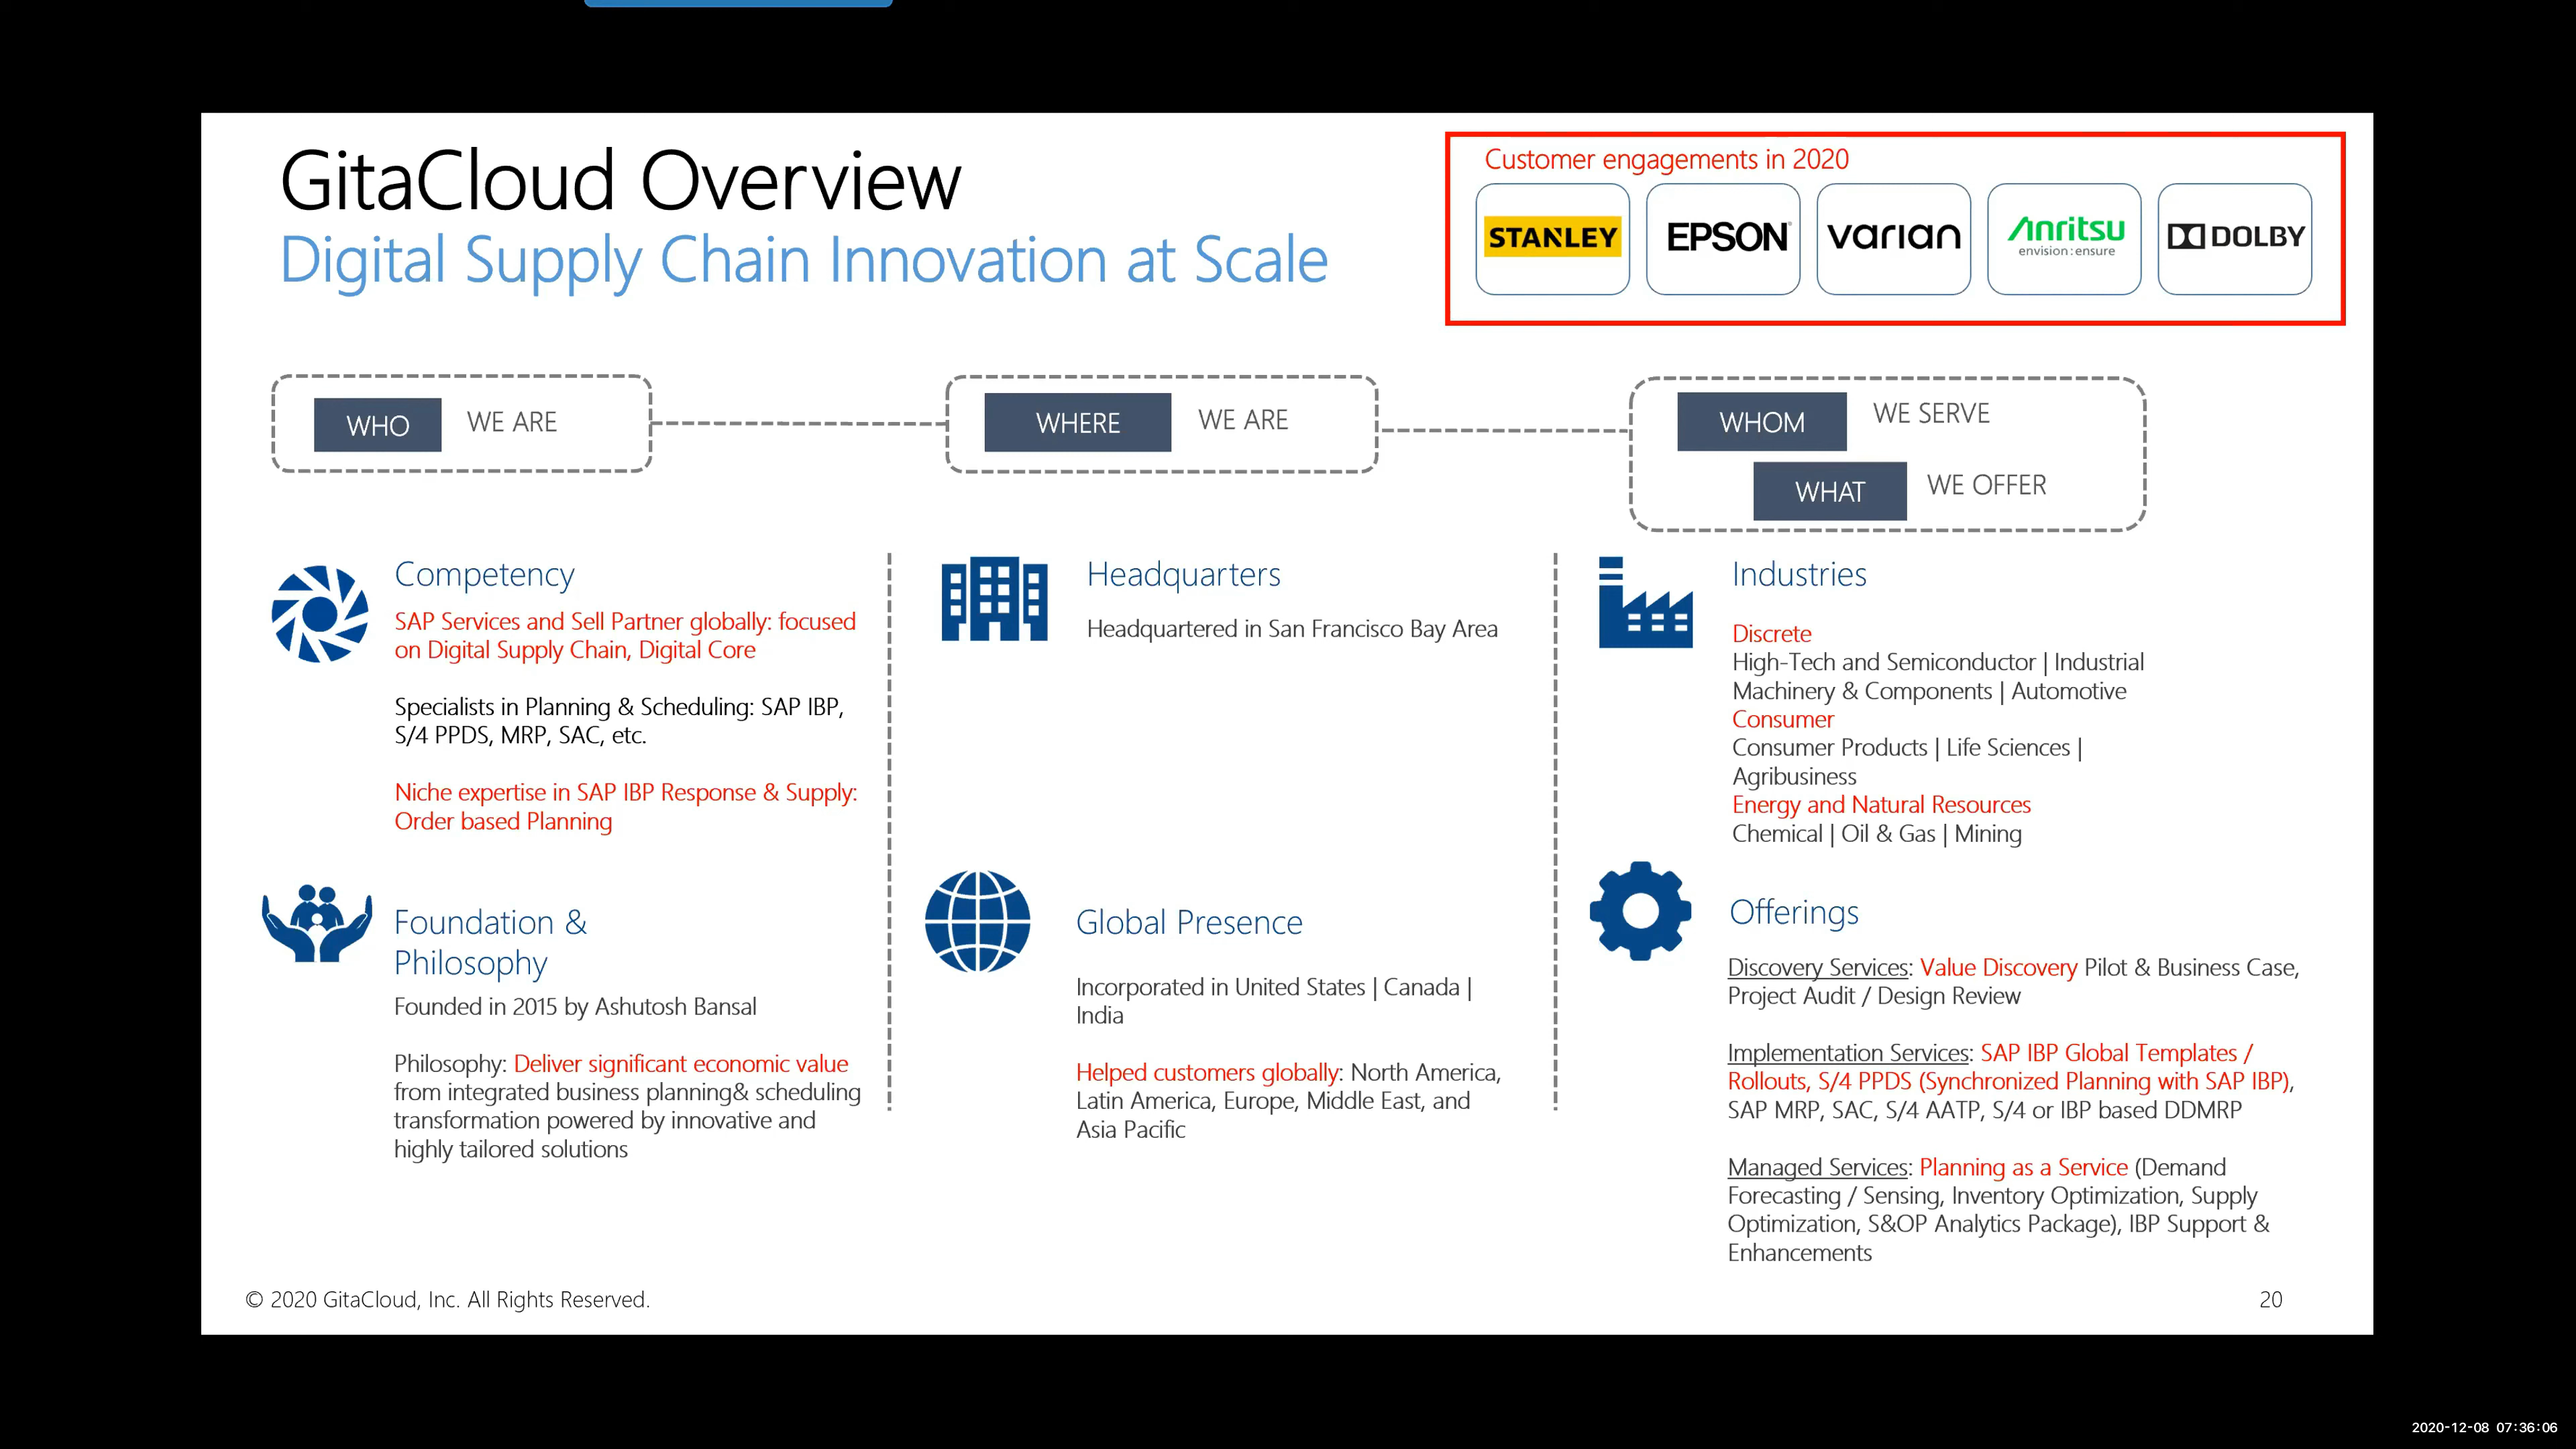 GitaCloud Overview
Digital Supply Chain Innovation at Scale
Customer engagements in 2020
STANLEY
EPSON
varian
Anritsu
envision:ensure
DOLBY
WHO WE ARE
WHERE WE ARE
WHOM WE SERVE
WHAT WE OFFER
Competency
SAP Services and Sell Partner globally: focused
on Digital Supply Chain, Digital Core
Specialists in Planning & Scheduling: SAP IBP,
S/4 PPDS, MRP, SAC, etc.
Niche expertise in SAP IBP Response & Supply:
Order based Planning
Foundation &
Philosophy
Founded in 2015 by Ashutosh Bansal
Philosophy: Deliver significant economic value
from integrated business planning& scheduling
transformation powered by innovative and
highly tailored solutions
Headquarters
Headquartered in San Francisco Bay Area
Global Presence
Incorporated in United States | Canada |
India
Helped customers globally: North America,
Latin America, Europe, Middle East, and
Asia Pacific
Industries
Discrete
High-Tech and Semiconductor | Industrial
Machinery & Components | Automotive
Consumer
Consumer Products | Life Sciences |
Agribusiness
Energy and Natural Resources
Chemical | Oil & Gas | Mining
Offerings
Discovery Services: Value Discovery Pilot & Business Case,
Project Audit / Design Review
Implementation Services: SAP IBP Global Templates /
Rollouts, S/4 PPDS (Synchronized Planning with SAP IBP),
SAP MRP, SAC, S/4 AATP, S/4 or IBP based DDMRP
Managed Services: Planning as a Service (Demand
Forecasting / Sensing, Inventory Optimization, Supply
Optimization, S&OP Analytics Package), IBP Support &
Enhancements
© 2020 GitaCloud, Inc. All Rights Reserved.
20
2020-12-08 07:36:06